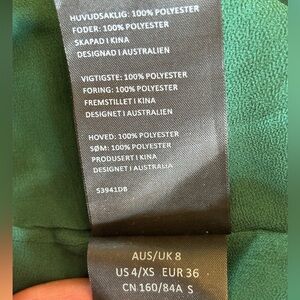 HUVUDSAKLIG: 100% POLYESTER
FODER: 100% POLYESTER
SKAPAD I KINA
DESIGNAD I AUSTRALIEN
VIGTIGSTE: 100% POLYESTER
FORING: 100% POLYESTER
FREMSTILLET I KINA
DESIGNET I AUSTRALIEN
HOVED: 100% POLYESTER
SØM: 100% POLYESTER
PRODUSERT I KINA
DESIGNET I AUSTRALIA
53941DB
AUS/UK 8
US 4/XS EUR 36
CN 160/84A S